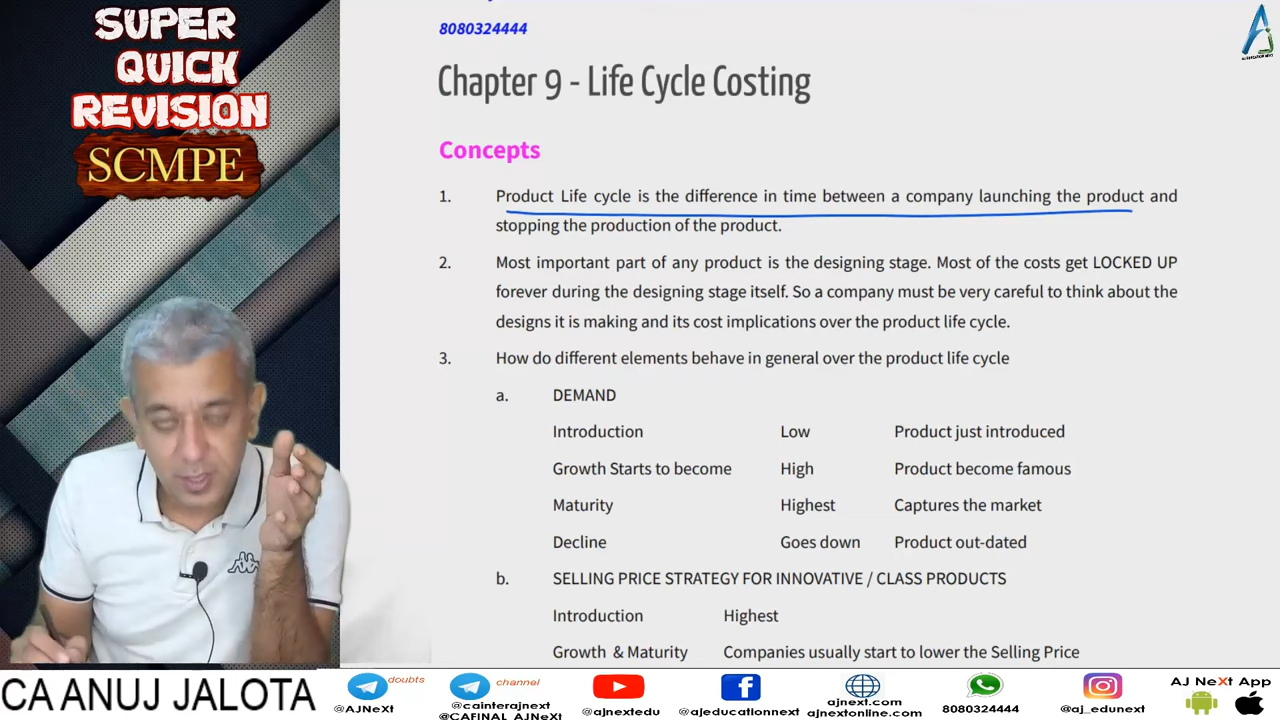 SUPER
QUICK
REVISION
SCMPE
8080324444
Chapter 9 - Life Cycle Costing
Concepts
1. Product Life cycle is the difference in time between a company launching the product and
stopping the production of the product.
2. Most important part of any product is the designing stage. Most of the costs get LOCKED UP
forever during the designing stage itself. So a company must be very careful to think about the
designs it is making and its cost implications over the product life cycle.
3. How do different elements behave in general over the product life cycle
a. DEMAND
Introduction Low Product just introduced
Growth Starts to become High Product become famous
Maturity Highest Captures the market
Decline Goes down Product out-dated
b. SELLING PRICE STRATEGY FOR INNOVATIVE / CLASS PRODUCTS
Introduction Highest
Growth & Maturity Companies usually start to lower the Selling Price
CA ANUJ JALOTA
doubts
@AJNeXt
channel
@cainterajnext
@CAFINAL_AJNeXt
@ajnextedu
@ajeducationnext
ajnext.com
ajnextonline.com
8080324444
@aj_edunext
AJ NeXt App